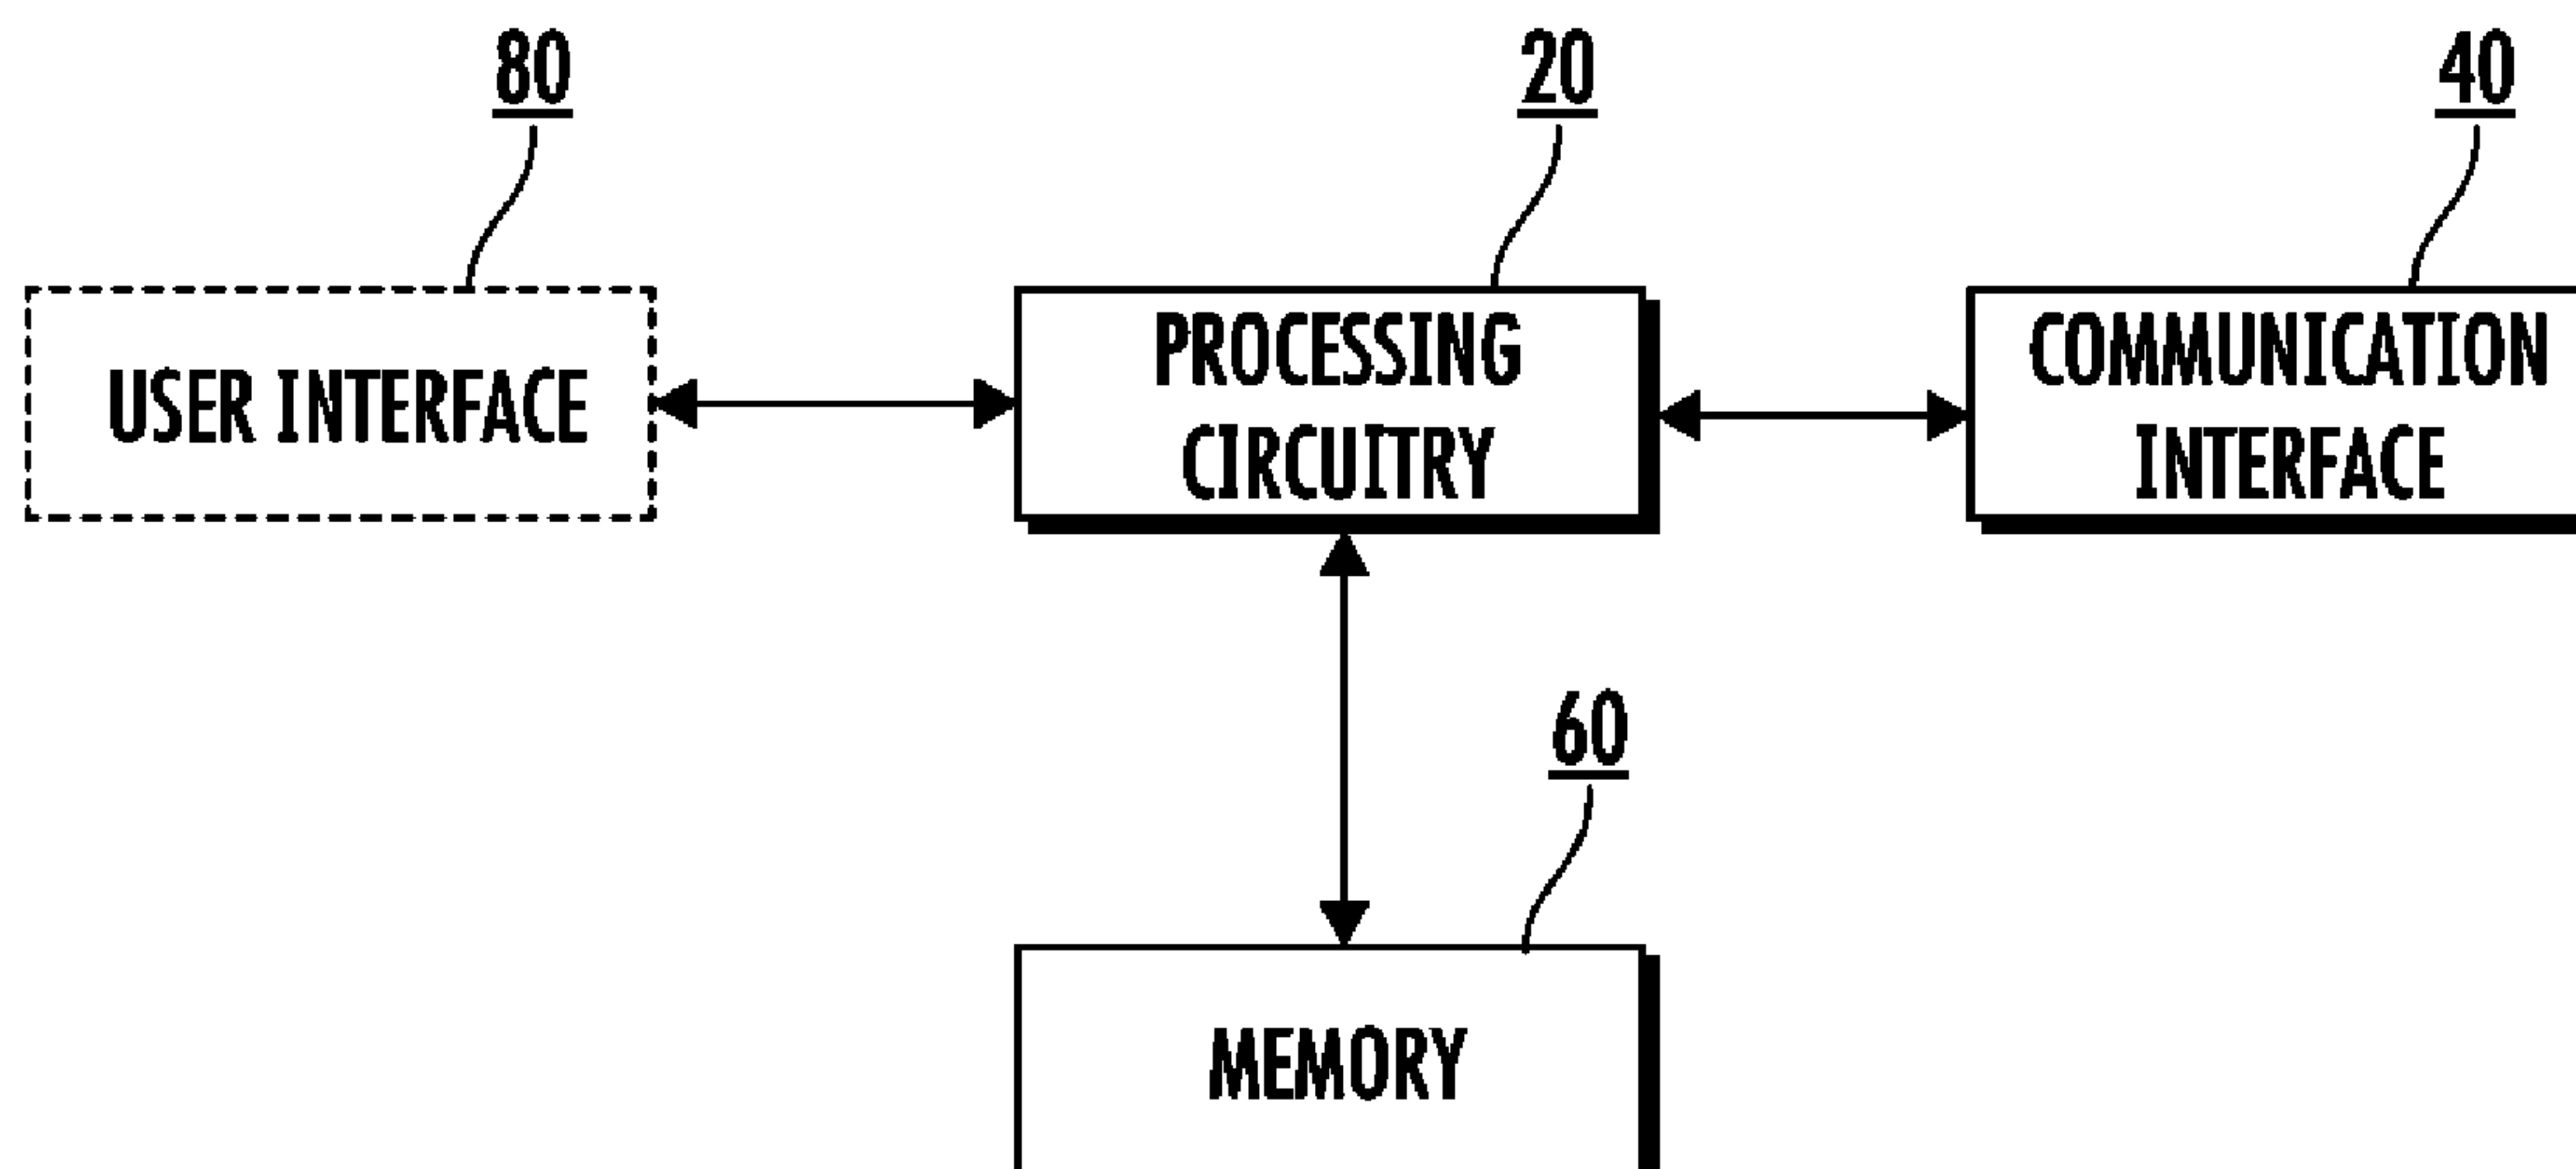 80
20
40
USER INTERFACE
PROCESSING
CIRCUITRY
COMMUNICATION
INTERFACE
60
MEMORY